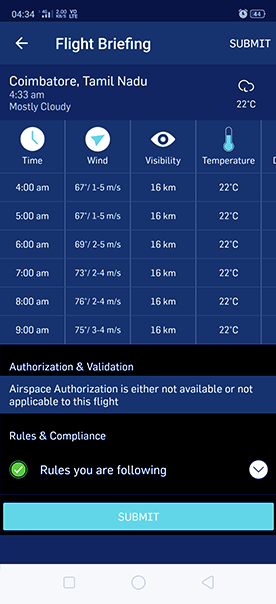 04:34 4G 2.00 KB/S VO LTE 44
Flight Briefing SUBMIT
Coimbatore, Tamil Nadu
4:33 am
Mostly Cloudy 22°C
Time Wind Visibility Temperature
4:00 am 67°/ 1-5 m/s 16 km 22°C
5:00 am 67°/ 1-5 m/s 16 km 22°C
6:00 am 69°/ 2-5 m/s 16 km 22°C
7:00 am 73°/ 2-4 m/s 16 km 22°C
8:00 am 76°/ 2-4 m/s 16 km 22°C
9:00 am 75°/ 3-4 m/s 16 km 22°C
Authorization & Validation
Airspace Authorization is either not available or not
applicable to this flight
Rules & Compliance
Rules you are following
SUBMIT